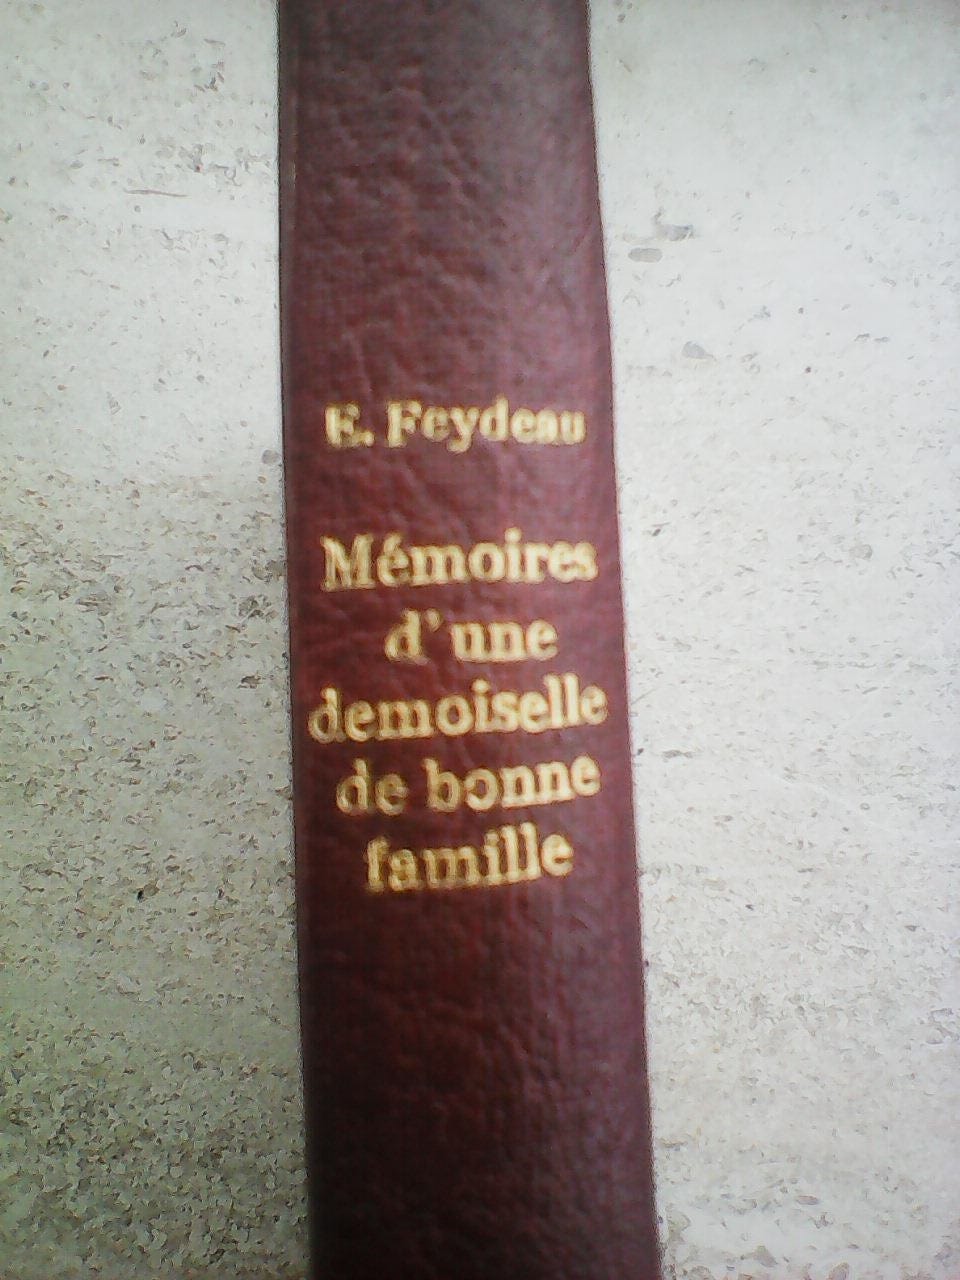 E. Feydeau
Mémoires
d'une
demoiselle
de bonne
famille